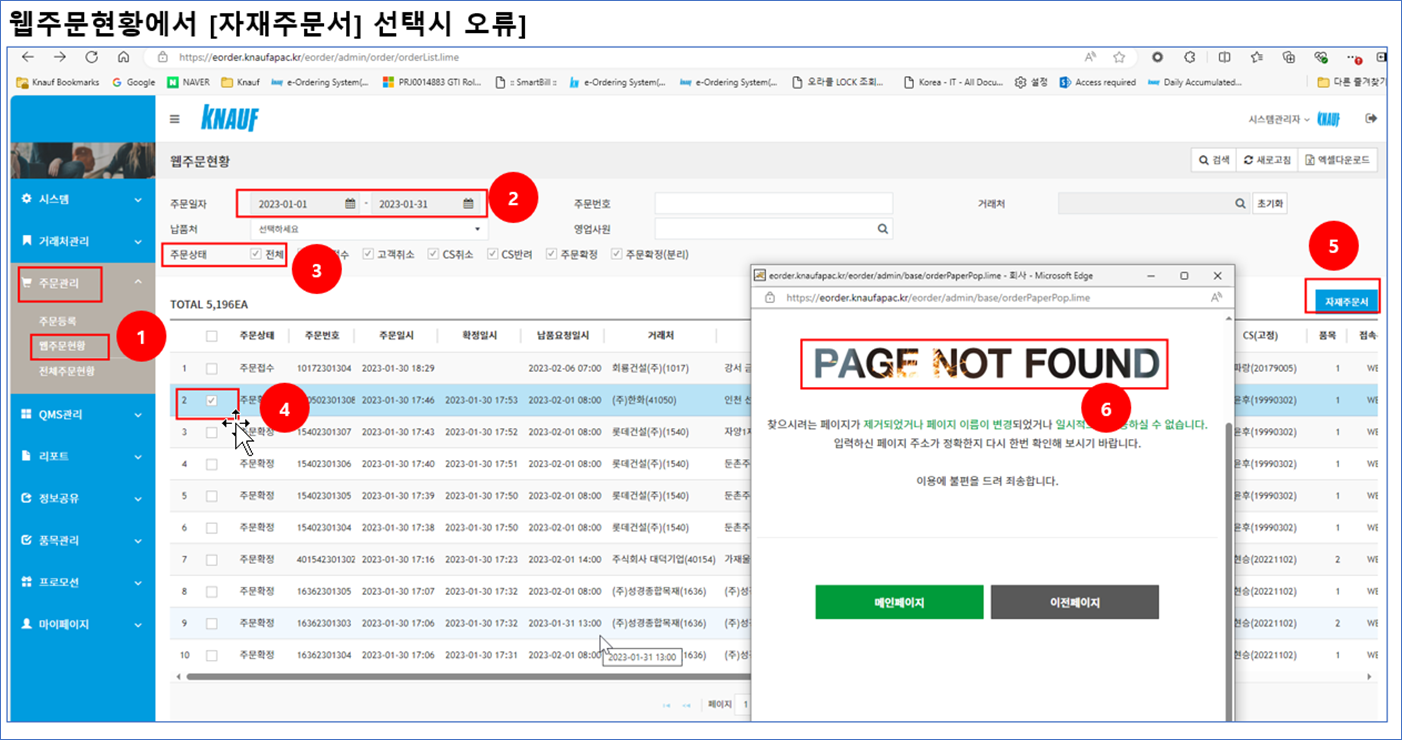 웹주문현황에서 [자재주문서] 선택시 오류]
https://eorder.knaufapac.kr/eorder/admin/order/orderList.lime
Knauf Bookmarks Google NAVER Knauf e-Ordering System(... PRJ0014883 GTI Rol... :: SmartBill :: e-Ordering System(... e-Ordering System(... 오라클 LOCK 조회... Korea - IT - All Docu... 설정 Access required Daily Accumulated... 다른 즐겨찾기
KNAUF
시스템관리자 KNAUF
웹주문현황
검색 새로고침 엑셀다운로드
시스템
거래처관리
주문관리
주문등록
웹주문현황
전체주문현황
QMS관리
리포트
정보공유
품목관리
프로모션
마이페이지
1
주문일자 2023-01-01 - 2023-01-31 2 주문번호 거래처 초기화
납품처 선택하세요 영업사원
주문상태 전체 수 고객취소 CS취소 CS반려 주문확정 주문확정(분리)
3
5
자재주문서
TOTAL 5,196EA
주문상태 주문번호 주문일시 확정일시 납품요청일시 거래처 CS(고정) 품목 접속
1 주문접수 10172301304 2023-01-30 18:29 2023-02-06 07:00 회룡건설(주)(1017) 강서 (20179005) 1 WE
2 주문확 0502301308 2023-01-30 17:46 2023-01-30 17:53 2023-02-01 08:00 (주)한화(41050) 인천 윤후(19990302) 1 WE
4
3 주문확정 15402301307 2023-01-30 17:43 2023-01-30 17:52 2023-02-01 08:00 롯데건설(주)(1540) 자양1 윤후(19990302) 1 WE
4 주문확정 15402301306 2023-01-30 17:40 2023-01-30 17:51 2023-02-01 08:00 롯데건설(주)(1540) 둔촌주 윤후(19990302) 1 WE
5 주문확정 15402301305 2023-01-30 17:39 2023-01-30 17:50 2023-02-01 08:00 롯데건설(주)(1540) 둔촌주 윤후(19990302) 1 WE
6 주문확정 15402301304 2023-01-30 17:38 2023-01-30 17:50 2023-02-01 08:00 롯데건설(주)(1540) 둔촌주 윤후(19990302) 1 WE
7 주문확정 401542301302 2023-01-30 17:16 2023-01-30 17:23 2023-02-01 14:00 주식회사 대덕기업(40154) 가재울 현승(20221102) 2 WE
8 주문확정 16362301305 2023-01-30 17:07 2023-01-30 17:32 2023-02-01 08:00 (주)성경종합목재(1636) (주)성 현승(20221102) 1 WE
9 주문확정 16362301303 2023-01-30 17:06 2023-01-30 17:32 2023-01-31 13:00 (주)성경종합목재(1636) (주)성 현승(20221102) 2 WE
10 주문확정 16362301304 2023-01-30 17:06 2023-01-30 17:31 2023-02-01 08:00 1636) (주)성 현승(20221102) 1 WE
2023-01-31 13:00
페이지 1
eorder.knaufapac.kr/eorder/admin/base/orderPaperPop.lime - 회사 - Microsoft Edge
https://eorder.knaufapac.kr/eorder/admin/base/orderPaperPop.lime
PAGE NOT FOUND
6
찾으시려는 페이지가 제거되었거나 페이지 이름이 변경되었거나 일시적 하실 수 없습니다.
입력하신 페이지 주소가 정확한지 다시 한번 확인해 보시기 바랍니다.
이용에 불편을 드려 죄송합니다.
메인페이지 이전페이지